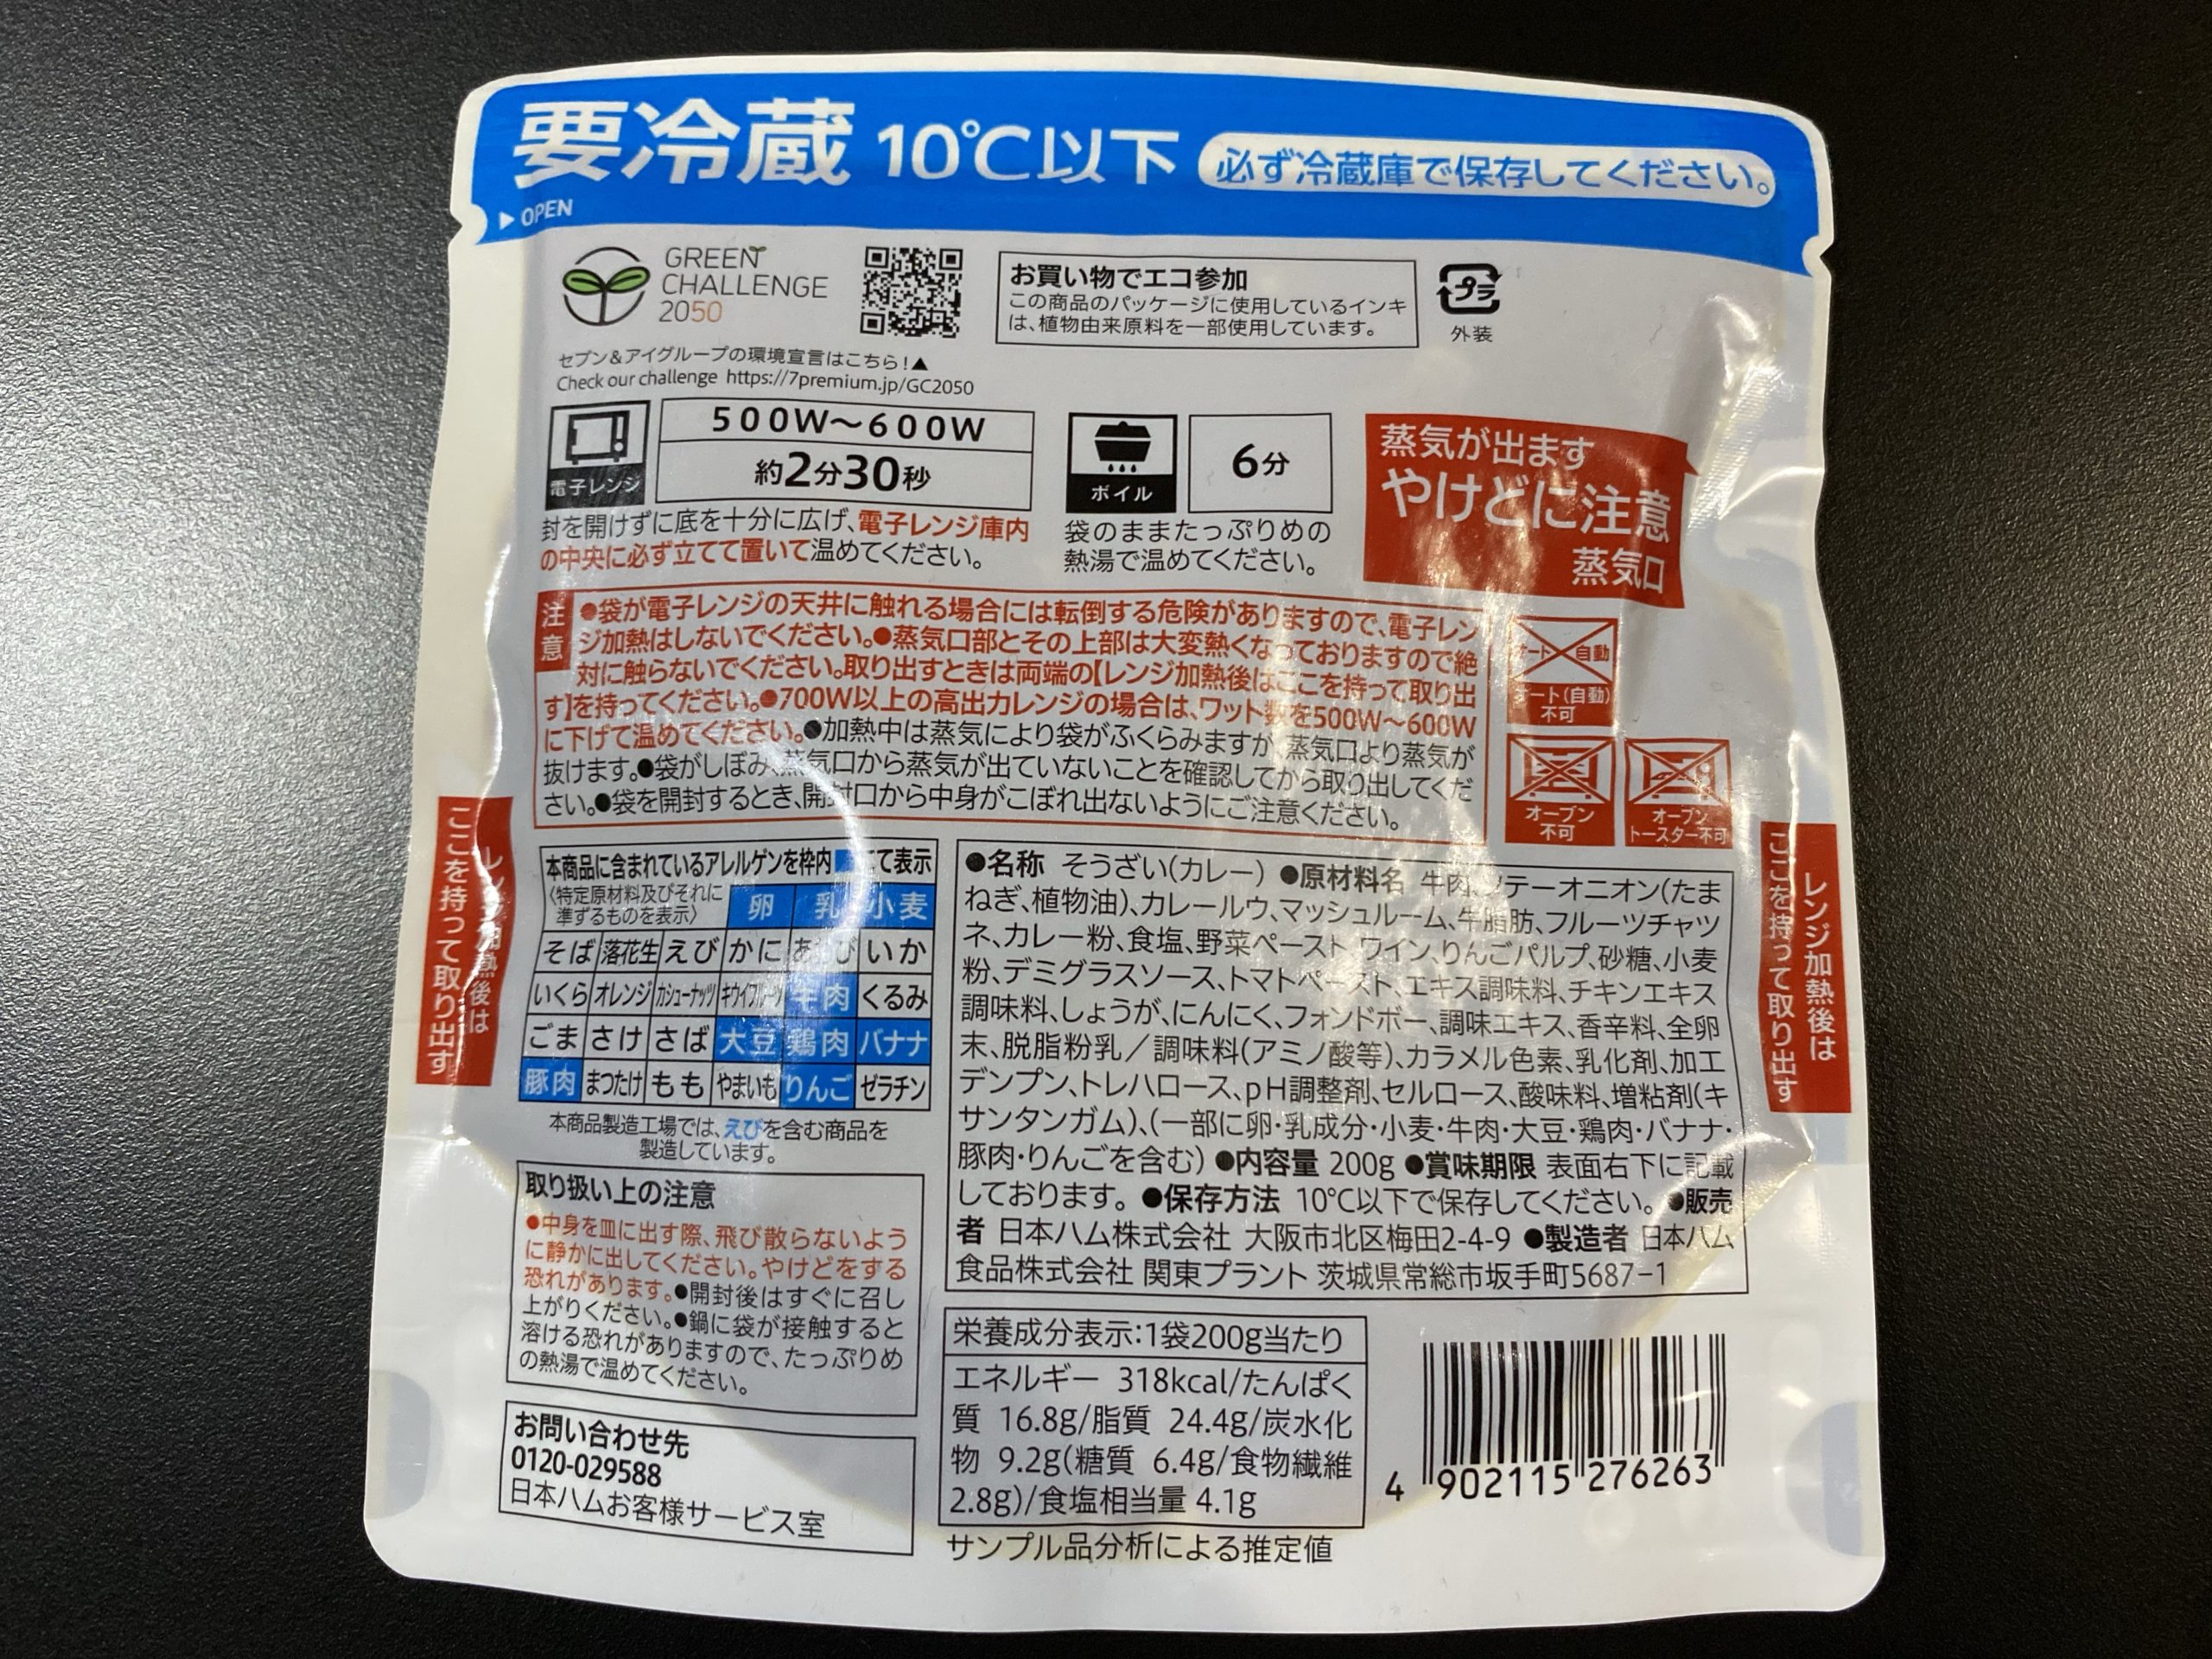 要冷蔵 10℃以下 必ず冷蔵庫で保存してください。
▶OPEN
GREEN
CHALLENGE
2050
セブン&アイグループの環境宣言はこちら!▲
Check our challenge https://7premium.jp/GC2050
お買い物でエコ参加
この商品のパッケージに使用しているインキ
は、植物由来原料を一部使用しています。
プラ
外装
電子レンジ
500W〜600W
約2分30秒
封を開けずに底を十分に広げ、電子レンジ庫内
の中央に必ず立てて置いて温めてください。
ボイル
6分
袋のままたっぷりめの
熱湯で温めてください。
蒸気が出ます
やけどに注意
蒸気口
注意
●袋が電子レンジの天井に触れる場合には転倒する危険がありますので、電子レン
ジ加熱はしないでください。●蒸気口部とその上部は大変熱くなっておりますので絶
対に触らないでください。取り出すときは両端の【レンジ加熱後はここを持って取り出
す】を持ってください。●700W以上の高出力レンジの場合は、ワット数を500W〜600W
に下げて温めてください。●加熱中は蒸気により袋がふくらみますが、蒸気口より蒸気が
抜けます。●袋がしぼみ、蒸気口から蒸気が出ていないことを確認してから取り出してくだ
さい。●袋を開封するとき、開封口から中身がこぼれ出ないようにご注意ください。
オート 自動
オート(自動)
不可
オーブン
不可
オーブン
トースター不可
レンジ加熱後は
ここを持って取り出す
レンジ加熱後は
ここを持って取り出す
本商品に含まれているアレルゲンを枠内 て表示
〈特定原材料及びそれに
準ずるものを表示〉
卵 乳 小麦
そば 落花生 えび かに あわび いか
いくら オレンジ カシューナッツ キウイフルーツ 牛肉 くるみ
ごま さけ さば 大豆 鶏肉 バナナ
豚肉 まつたけ もも やまいも りんご ゼラチン
本商品製造工場では、えびを含む商品を
製造しています。
取り扱い上の注意
●中身を皿に出す際、飛び散らないよう
に静かに出してください。やけどをする
恐れがあります。●開封後はすぐに召し
上がりください。●鍋に袋が接触すると
溶ける恐れがありますので、たっぷりめ
の熱湯で温めてください。
お問い合わせ先
0120-029588
日本ハムお客様サービス室
●名称 そうざい(カレー) ●原材料名 牛肉、ソテーオニオン(たま
ねぎ、植物油)、カレールウ、マッシュルーム、牛脂肪、フルーツチャツ
ネ、カレー粉、食塩、野菜ペースト、ワイン、りんごパルプ、砂糖、小麦
粉、デミグラスソース、トマトペースト、エキス調味料、チキンエキス
調味料、しょうが、にんにく、フォンドボー、調味エキス、香辛料、全卵
末、脱脂粉乳/調味料(アミノ酸等)、カラメル色素、乳化剤、加工
デンプン、トレハロース、pH調整剤、セルロース、酸味料、増粘剤(キ
サンタンガム)、(一部に卵・乳成分・小麦・牛肉・大豆・鶏肉・バナナ・
豚肉・りんごを含む) ●内容量 200g ●賞味期限 表面右下に記載
しております。 ●保存方法 10℃以下で保存してください。 ●販売
者 日本ハム株式会社 大阪市北区梅田2-4-9 ●製造者 日本ハム
食品株式会社 関東プラント 茨城県常総市坂手町5687-1
栄養成分表示:1袋200g当たり
エネルギー 318kcal/たんぱく
質 16.8g/脂質 24.4g/炭水化
物 9.2g(糖質 6.4g/食物繊維
2.8g)/食塩相当量 4.1g
サンプル品分析による推定値
4 902115 276263